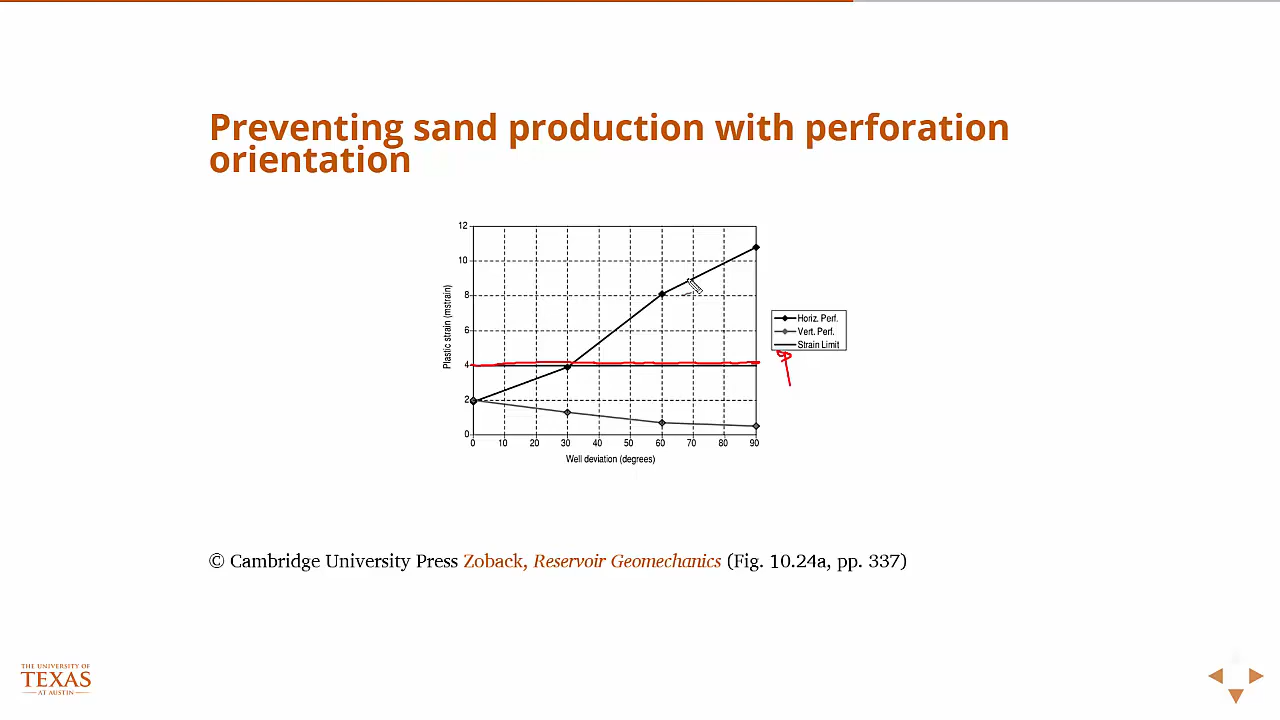 Preventing sand production with perforation
orientation
12
10
8
6
4
2
0
Plastic strain (mstrain)
0 10 20 30 40 50 60 70 80 90
Well deviation (degrees)
Horiz. Perf.
Vert. Perf.
Strain Limit
© Cambridge University Press Zoback, Reservoir Geomechanics (Fig. 10.24a, pp. 337)
THE UNIVERSITY OF
TEXAS
AT AUSTIN